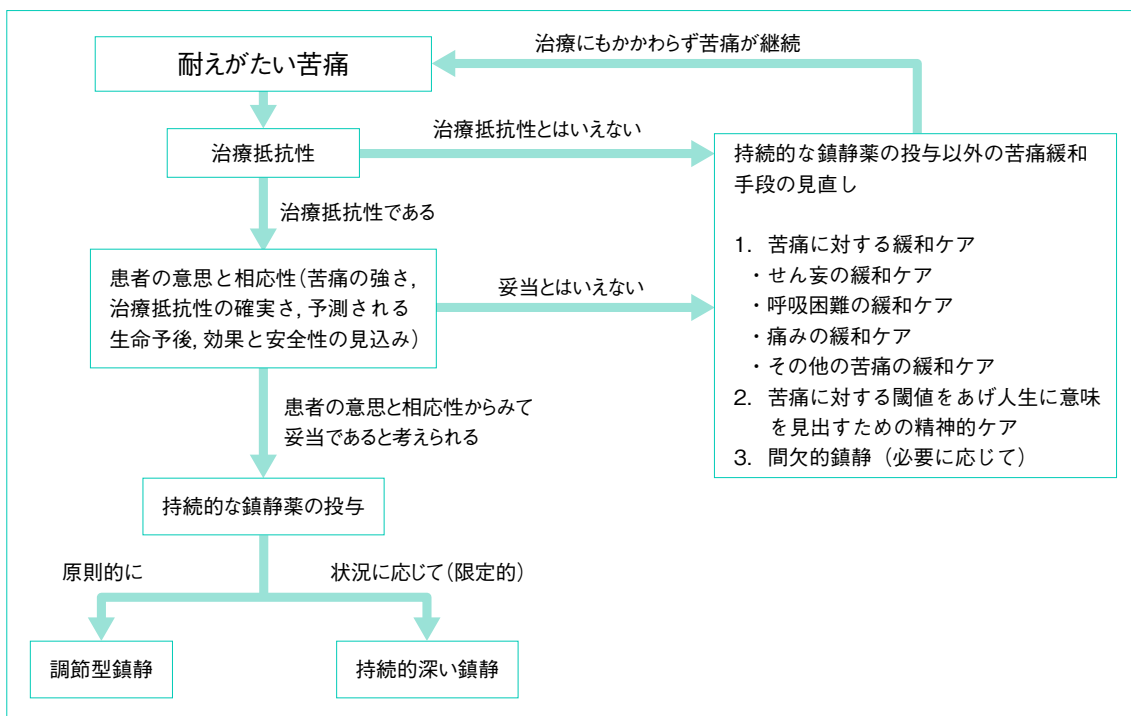 治療にもかかわらず苦痛が継続
耐えがたい苦痛
治療抵抗性とはいえない
治療抵抗性
治療抵抗性である
患者の意思と相応性（苦痛の強さ,
治療抵抗性の確実さ, 予測される
生命予後, 効果と安全性の見込み）
妥当とはいえない
持続的な鎮静薬の投与以外の苦痛緩和
手段の見直し
1. 苦痛に対する緩和ケア
・せん妄の緩和ケア
・呼吸困難の緩和ケア
・痛みの緩和ケア
・その他の苦痛の緩和ケア
2. 苦痛に対する閾値をあげ人生に意味
を見出すための精神的ケア
3. 間欠的鎮静（必要に応じて）
患者の意思と相応性からみて
妥当であると考えられる
持続的な鎮静薬の投与
原則的に
状況に応じて（限定的）
調節型鎮静
持続的深い鎮静